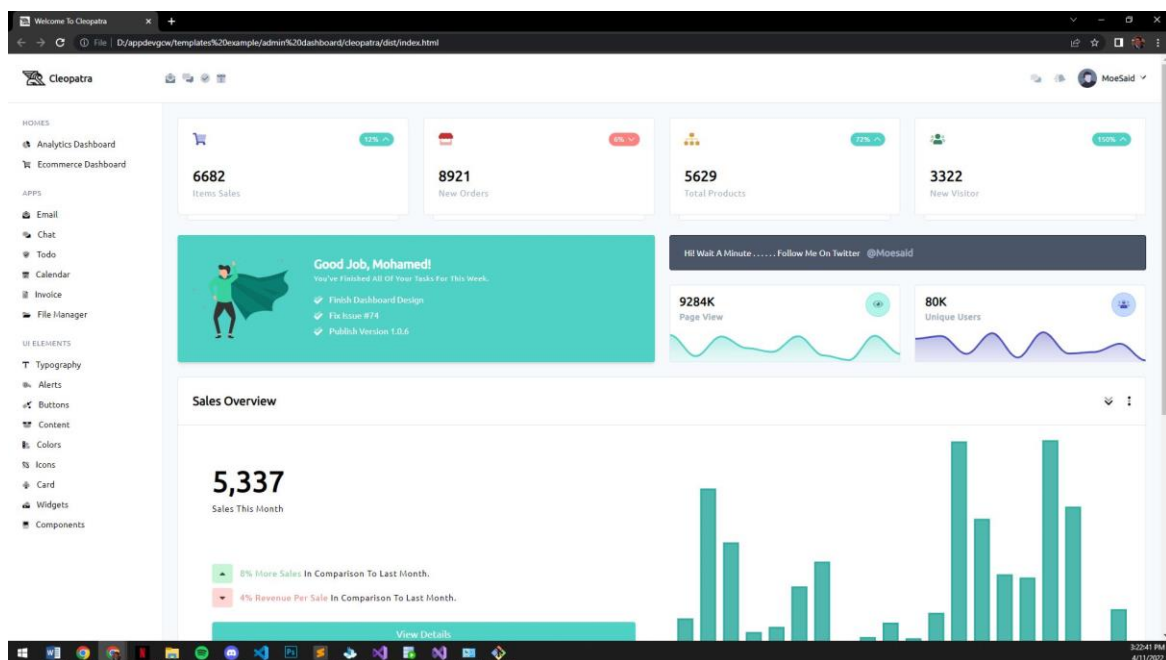 Welcome To Cleopatra
File | D:/appdevgcw/templates%20example/admin%20dashboard/cleopatra/dist/index.html
Cleopatra
MoeSaid
HOMES
Analytics Dashboard
Ecommerce Dashboard
APPS
Email
Chat
Todo
Calendar
Invoice
File Manager
UI ELEMENTS
Typography
Alerts
Buttons
Content
Colors
Icons
Card
Widgets
Components
12%
6682
Items Sales
6%
8921
New Orders
72%
5629
Total Products
150%
3322
New Visitor
Good Job, Mohamed!
You've Finished All Of Your Tasks For This Week.
Finish Dashboard Design
Fix Issue #74
Publish Version 1.0.6
Hi! Wait A Minute . . . . . . Follow Me On Twitter @Moesaid
9284K
Page View
80K
Unique Users
Sales Overview
5,337
Sales This Month
8% More Sales In Comparison To Last Month.
4% Revenue Per Sale In Comparison To Last Month.
View Details
3:22:41 PM
4/11/2022